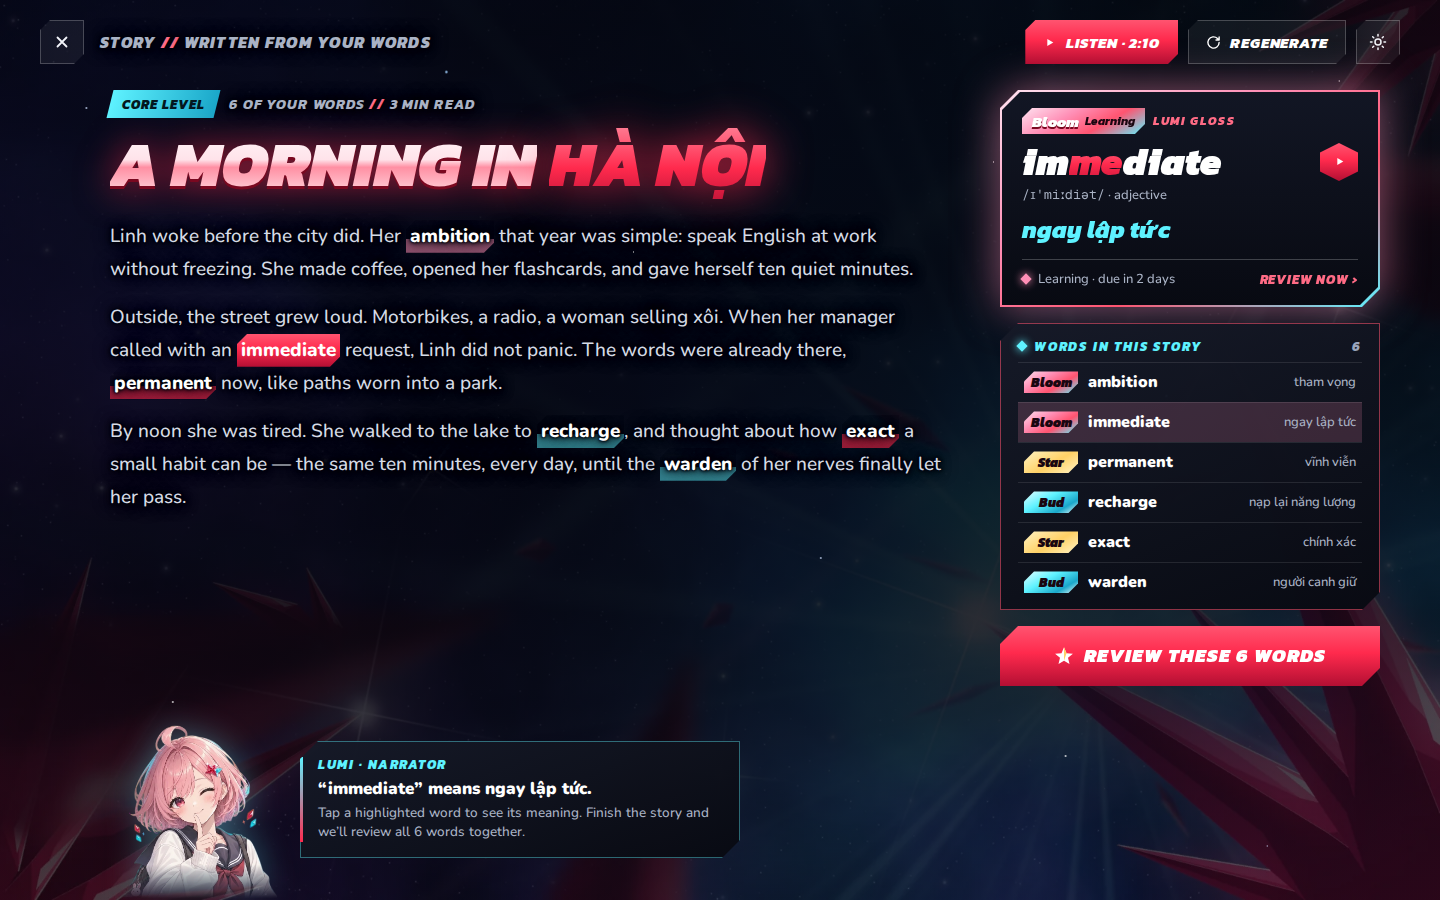 STORY // WRITTEN FROM YOUR WORDS
LISTEN · 2:10
REGENERATE
CORE LEVEL
6 OF YOUR WORDS // 3 MIN READ
A MORNING IN HÀ NỘI
Linh woke before the city did. Her ambition that year was simple: speak English at work
without freezing. She made coffee, opened her flashcards, and gave herself ten quiet minutes.
Outside, the street grew loud. Motorbikes, a radio, a woman selling xôi. When her manager
called with an immediate request, Linh did not panic. The words were already there,
permanent now, like paths worn into a park.
By noon she was tired. She walked to the lake to recharge, and thought about how exact a
small habit can be — the same ten minutes, every day, until the warden of her nerves finally let
her pass.
Bloom Learning LUMI GLOSS
immediate
/ɪˈmiːdiət/ · adjective
ngay lập tức
Learning · due in 2 days
REVIEW NOW ›
WORDS IN THIS STORY 6
Bloom ambition tham vọng
Bloom immediate ngay lập tức
Star permanent vĩnh viễn
Bud recharge nạp lại năng lượng
Star exact chính xác
Bud warden người canh giữ
REVIEW THESE 6 WORDS
LUMI · NARRATOR
“immediate” means ngay lập tức.
Tap a highlighted word to see its meaning. Finish the story and
we’ll review all 6 words together.